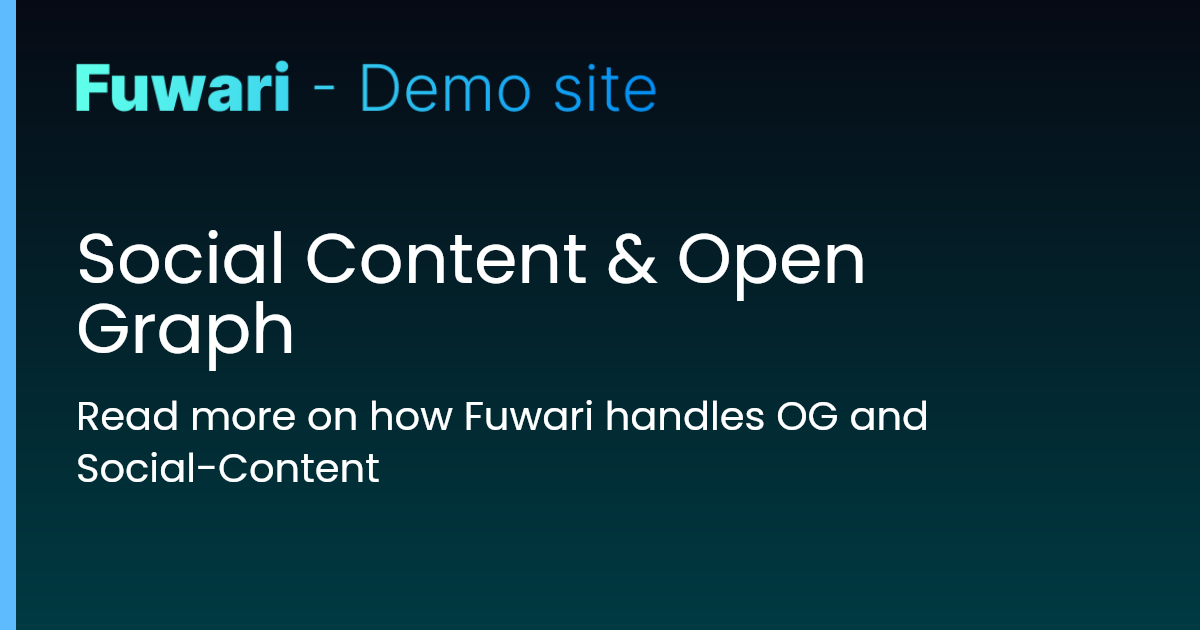 Fuwari - Demo site
Social Content & Open
Graph
Read more on how Fuwari handles OG and
Social-Content